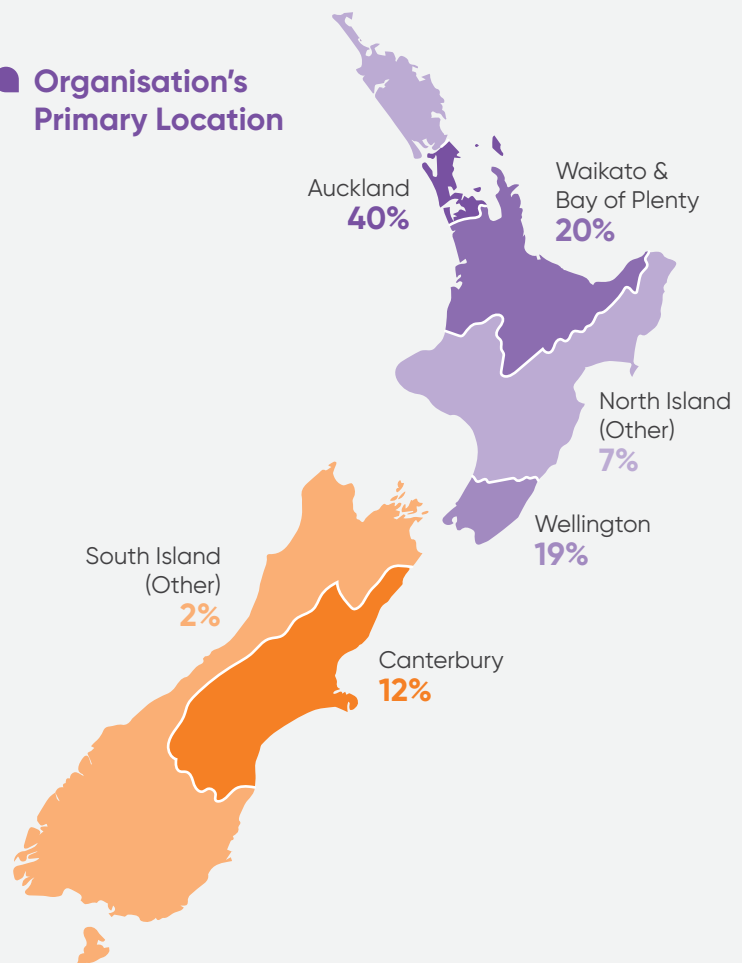 Organisation's
Primary Location
Auckland
40%
Waikato &
Bay of Plenty
20%
North Island
(Other)
7%
Wellington
19%
South Island
(Other)
2%
Canterbury
12%